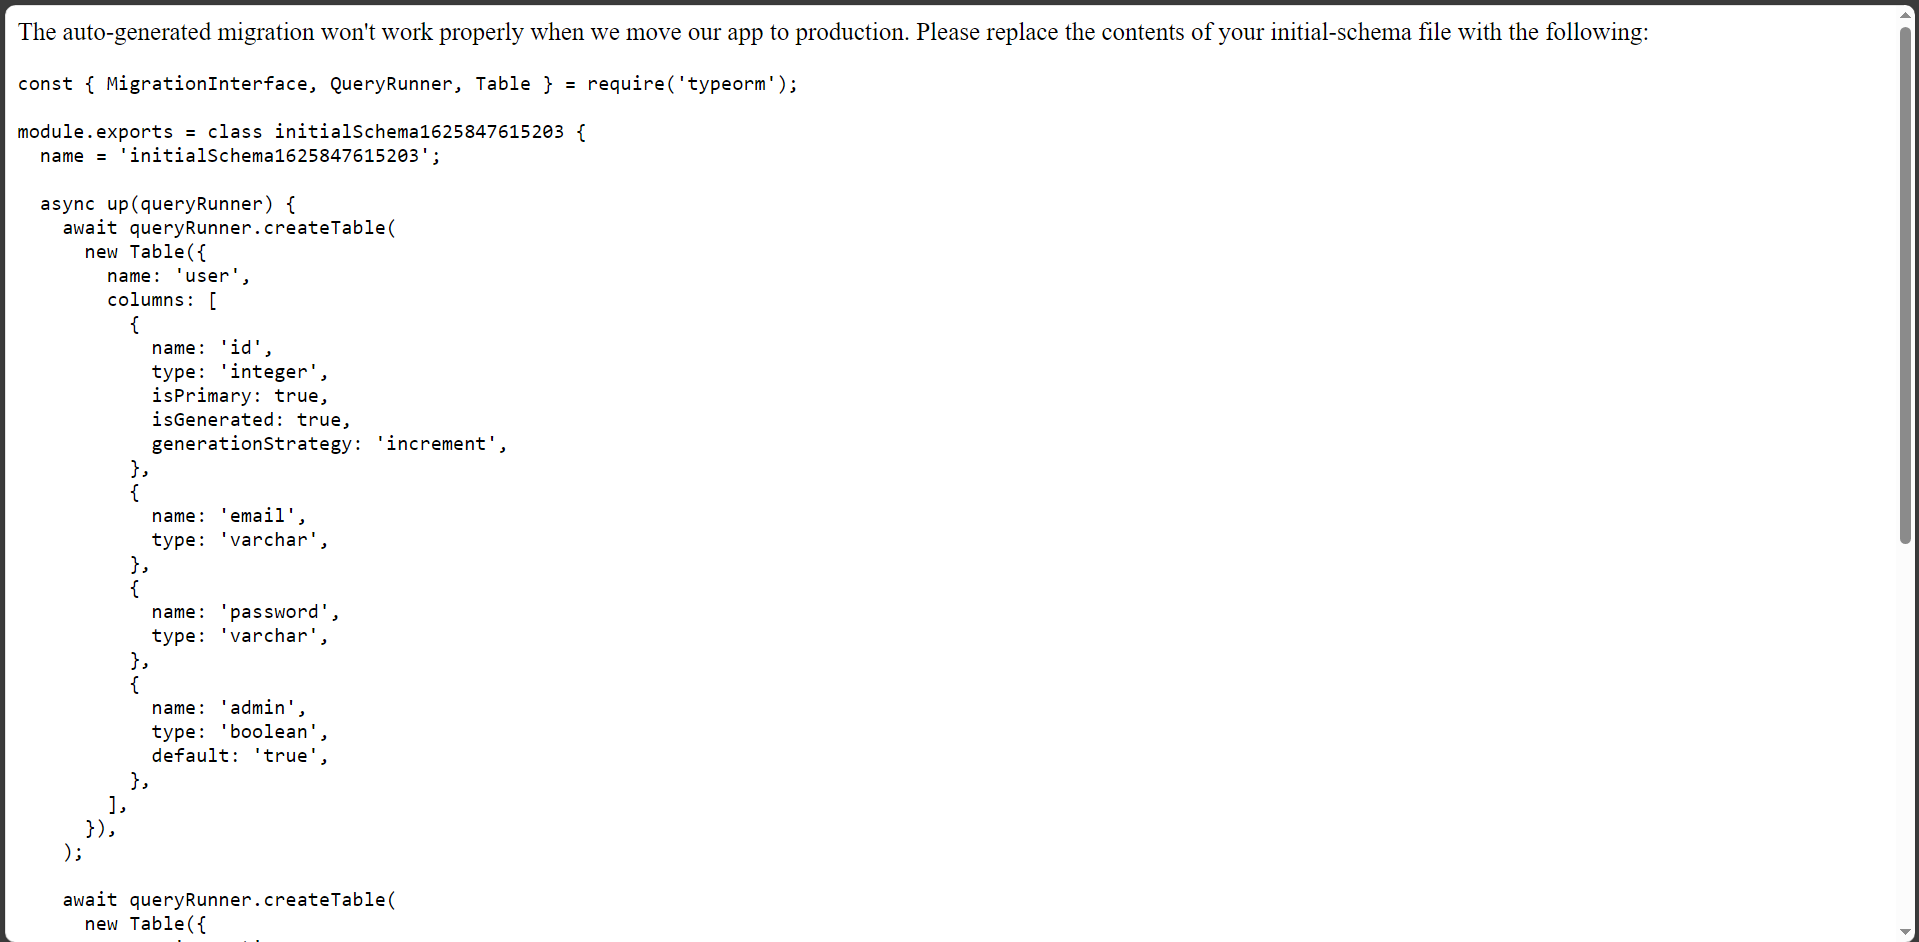 The auto-generated migration won't work properly when we move our app to production. Please replace the contents of your initial-schema file with the following:
const { MigrationInterface, QueryRunner, Table } = require('typeorm');
module.exports = class initialSchema1625847615203 {
  name = 'initialSchema1625847615203';
  async up(queryRunner) {
    await queryRunner.createTable(
      new Table({
        name: 'user',
        columns: [
          {
            name: 'id',
            type: 'integer',
            isPrimary: true,
            isGenerated: true,
            generationStrategy: 'increment',
          },
          {
            name: 'email',
            type: 'varchar',
          },
          {
            name: 'password',
            type: 'varchar',
          },
          {
            name: 'admin',
            type: 'boolean',
            default: 'true',
          },
        ],
      }),
    );
    await queryRunner.createTable(
      new Table({